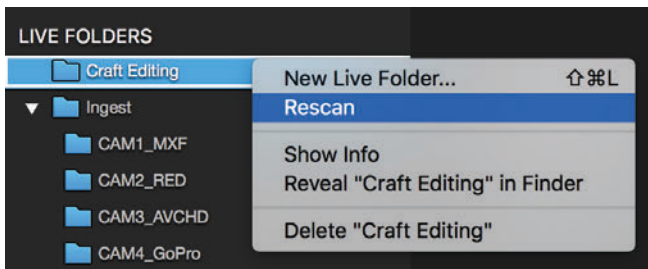 LIVE FOLDERS
Craft Editing
New Live Folder... ⇧⌘L
Ingest
Rescan
CAM1_MXF
Show Info
CAM2_RED
Reveal "Craft Editing" in Finder
CAM3_AVCHD
Delete "Craft Editing"
CAM4_GoPro